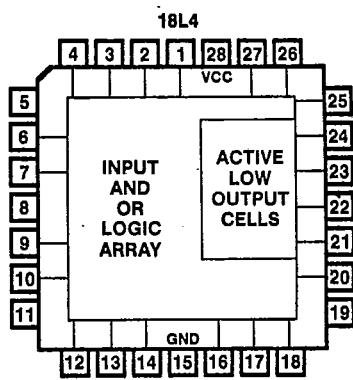 18L4
4 3 2 1 28 27 26
VCC
5 25
6 24
7 23
8 22
9 21
10 20
11 19
INPUT
AND
OR
LOGIC
ARRAY
ACTIVE
LOW
OUTPUT
CELLS
GND
12 13 14 15 16 17 18